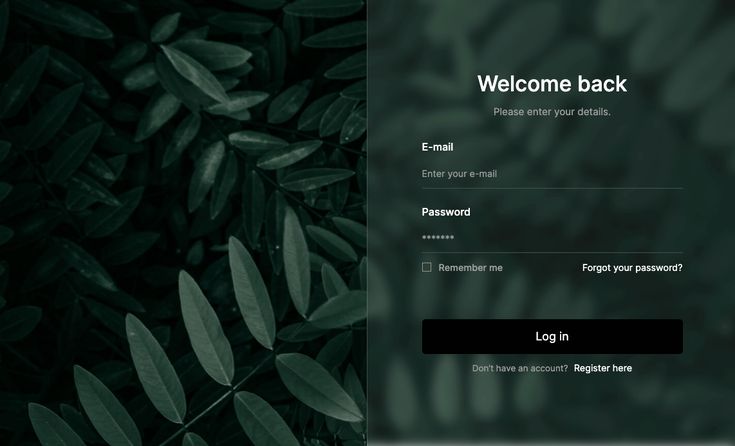 Welcome back
Please enter your details.
E-mail
Enter your e-mail
Password
*******
Remember me Forgot your password?
Log in
Don't have an account? Register here